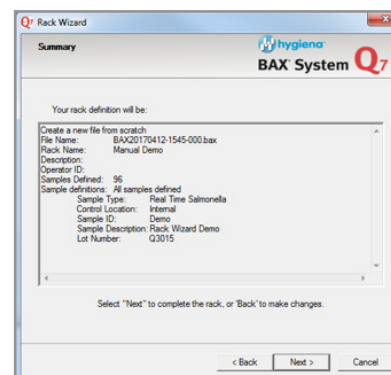 Q7 Rack Wizard
Summary
hygiena
BAX System Q7
Your rack definition will be:
Create a new file from scratch
File Name: BAX20170412-1545-000.bax
Rack Name: Manual Demo
Description:
Operator ID:
Samples Defined: 96
Sample definitions: All samples defined
Sample Type: Real Time Salmonella
Control Location: Internal
Sample ID: Demo
Sample Description: Rack Wizard Demo
Lot Number: Q3015
Select "Next" to complete the rack, or 'Back' to make changes.
< Back Next > Cancel